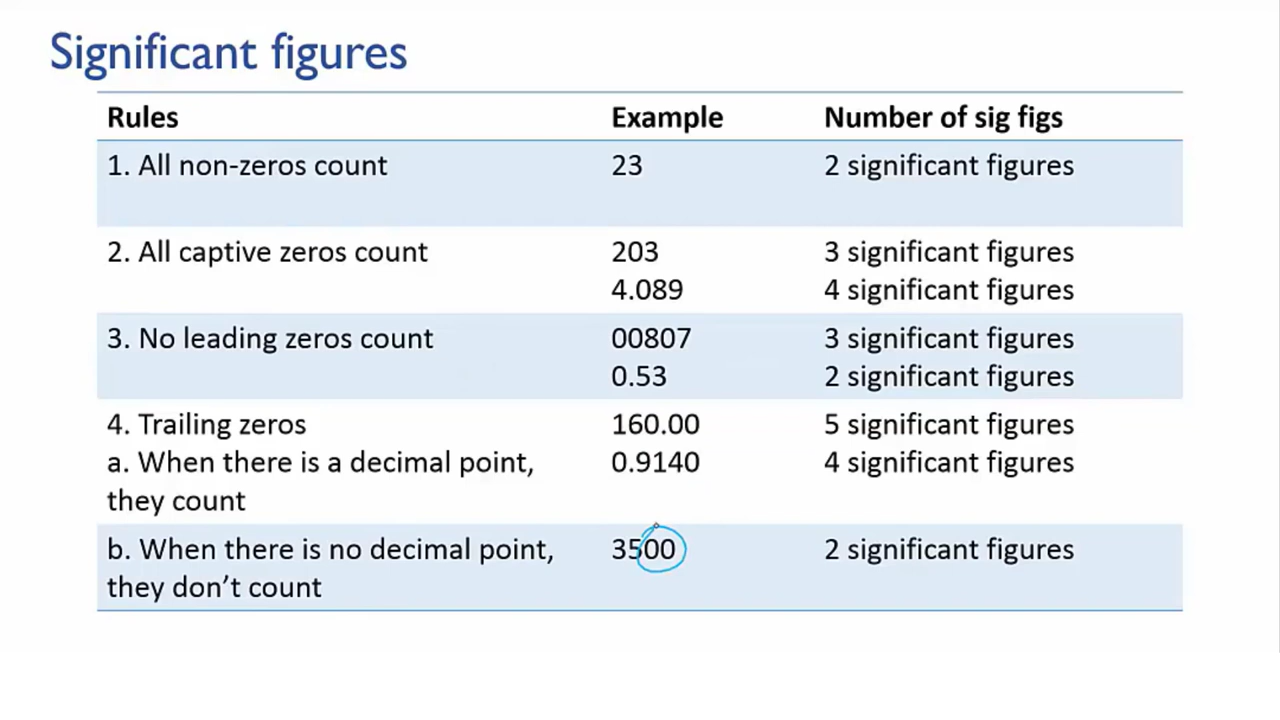 Significant figures
Rules Example Number of sig figs
1. All non-zeros count 23 2 significant figures
2. All captive zeros count 203 3 significant figures
4.089 4 significant figures
3. No leading zeros count 00807 3 significant figures
0.53 2 significant figures
4. Trailing zeros 160.00 5 significant figures
a. When there is a decimal point, 0.9140 4 significant figures
they count
b. When there is no decimal point, 3500 2 significant figures
they don’t count